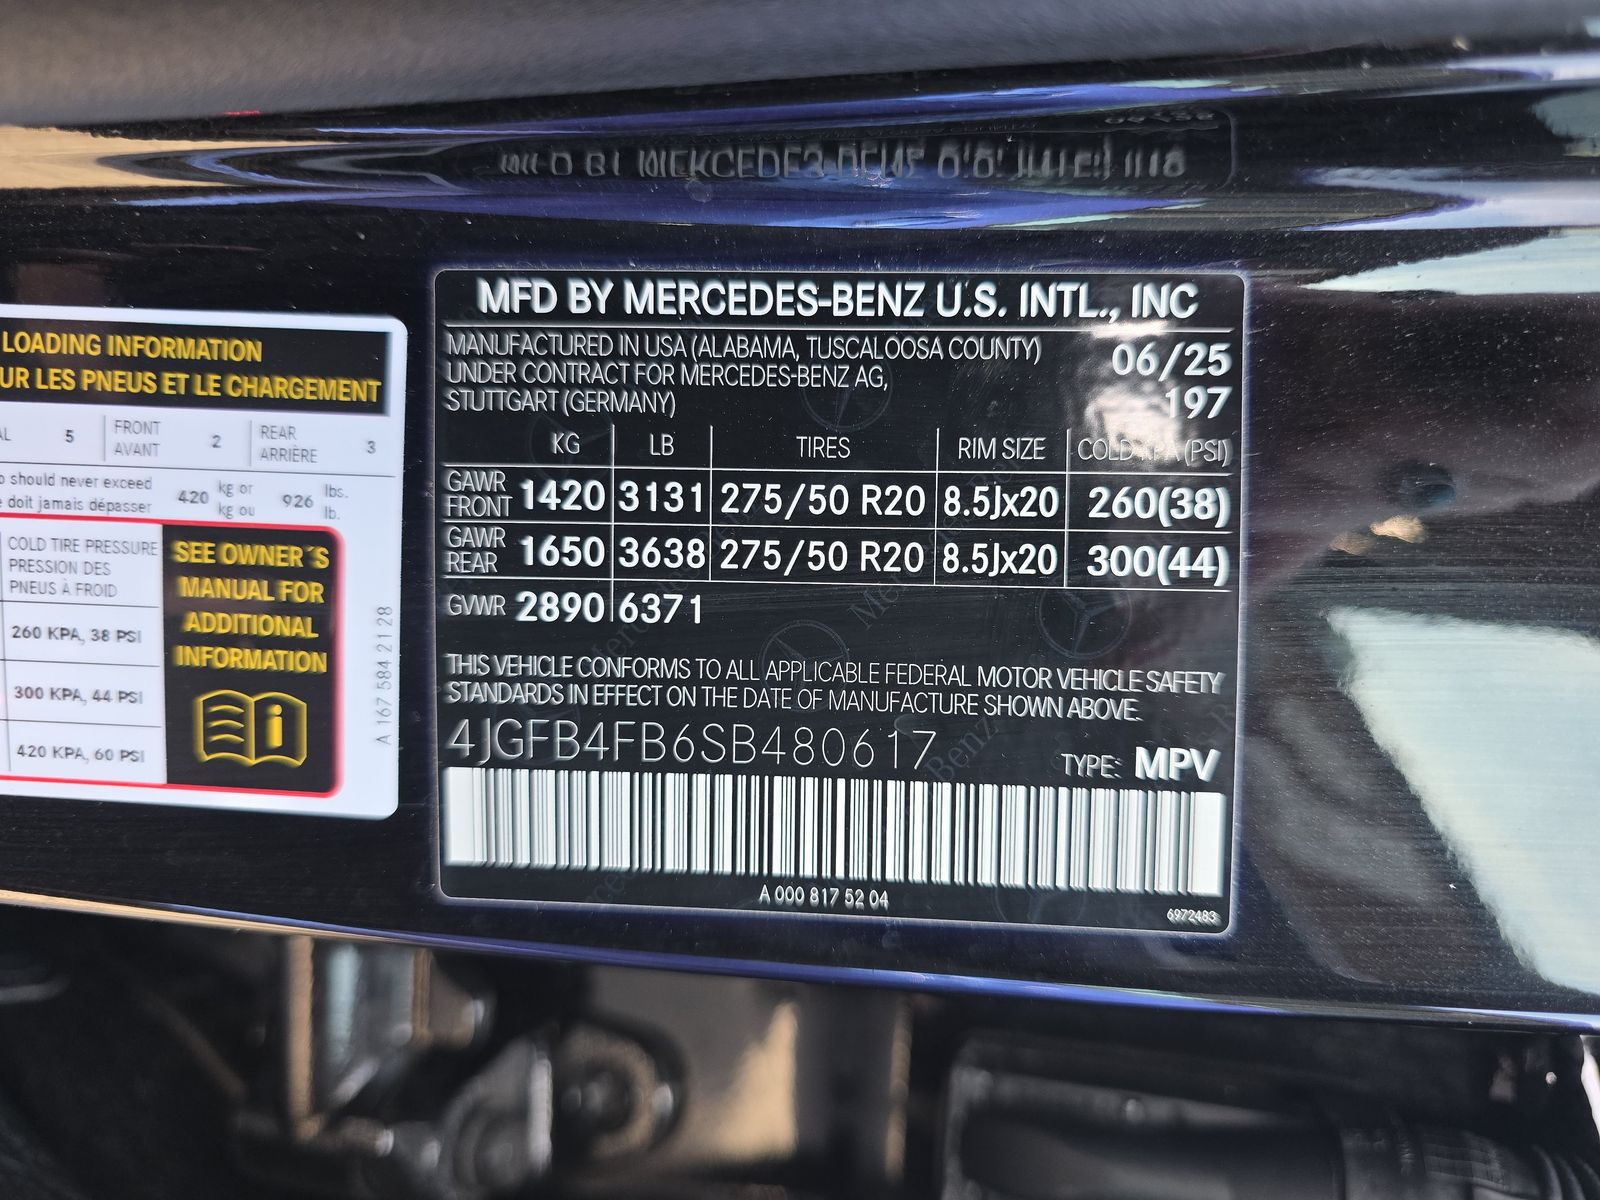 LOADING INFORMATION
UR LES PNEUS ET LE CHARGEMENT
AL 5 FRONT AVANT 2 REAR ARRIÈRE 3
should never exceed
doit jamais dépasser
420 kg or kg ou 926 lbs. lb.
COLD TIRE PRESSURE
PRESSION DES
PNEUS À FROID
260 KPA, 38 PSI
300 KPA, 44 PSI
420 KPA, 60 PSI
SEE OWNER´S
MANUAL FOR
ADDITIONAL
INFORMATION
A 167 584 21 28
MFD BY MERCEDES-BENZ U.S. INTL., INC
MANUFACTURED IN USA (ALABAMA, TUSCALOOSA COUNTY) 06/25
UNDER CONTRACT FOR MERCEDES-BENZ AG,
STUTTGART (GERMANY) 197
KG LB TIRES RIM SIZE COLD KPA (PSI)
GAWR FRONT 1420 3131 275/50 R20 8.5Jx20 260(38)
GAWR REAR 1650 3638 275/50 R20 8.5Jx20 300(44)
GVWR 2890 6371
THIS VEHICLE CONFORMS TO ALL APPLICABLE FEDERAL MOTOR VEHICLE SAFETY
STANDARDS IN EFFECT ON THE DATE OF MANUFACTURE SHOWN ABOVE.
4JGFB4FB6SB480617 TYPE: MPV
A 000 817 52 04
6972483